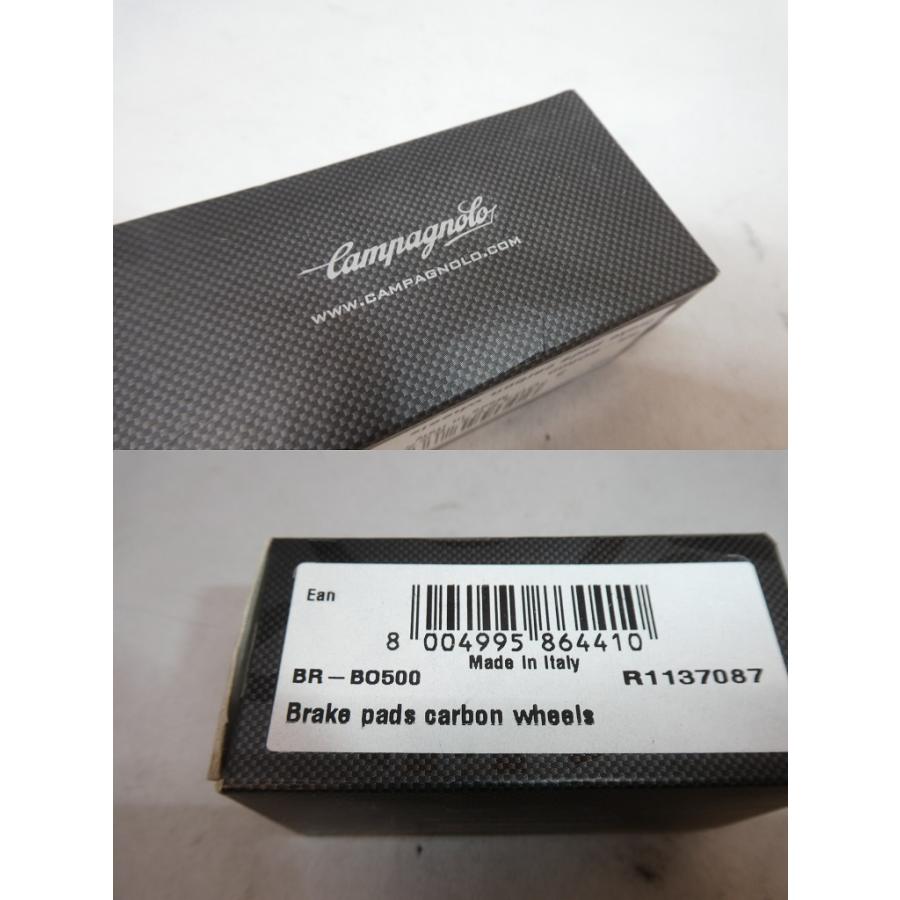 Campagnolo
WWW.CAMPAGNOLO.COM
Ean
8 004995 864410
Made in Italy
BR-BO500 R1137087
Brake pads carbon wheels